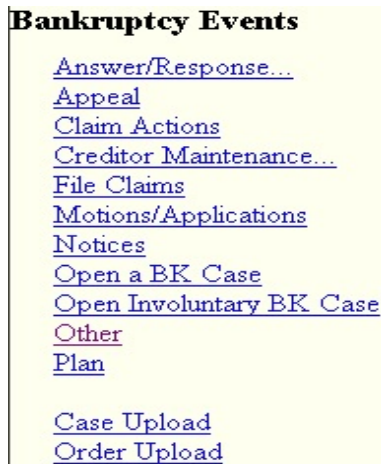 Bankruptcy Events
Answer/Response...
Appeal
Claim Actions
Creditor Maintenance...
File Claims
Motions/Applications
Notices
Open a BK Case
Open Involuntary BK Case
Other
Plan
Case Upload
Order Upload